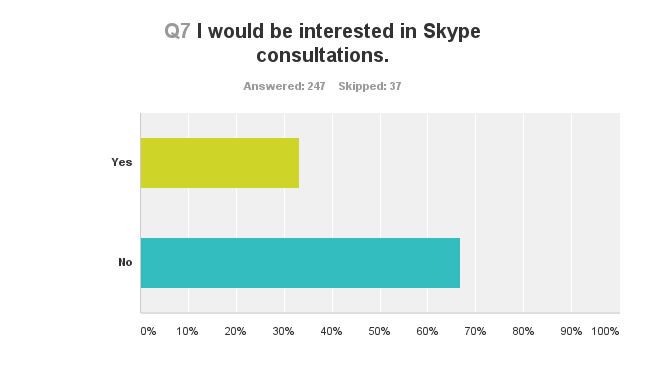 Q7 I would be interested in Skype
consultations.
Answered: 247 Skipped: 37
Yes
No
0% 10% 20% 30% 40% 50% 60% 70% 80% 90% 100%